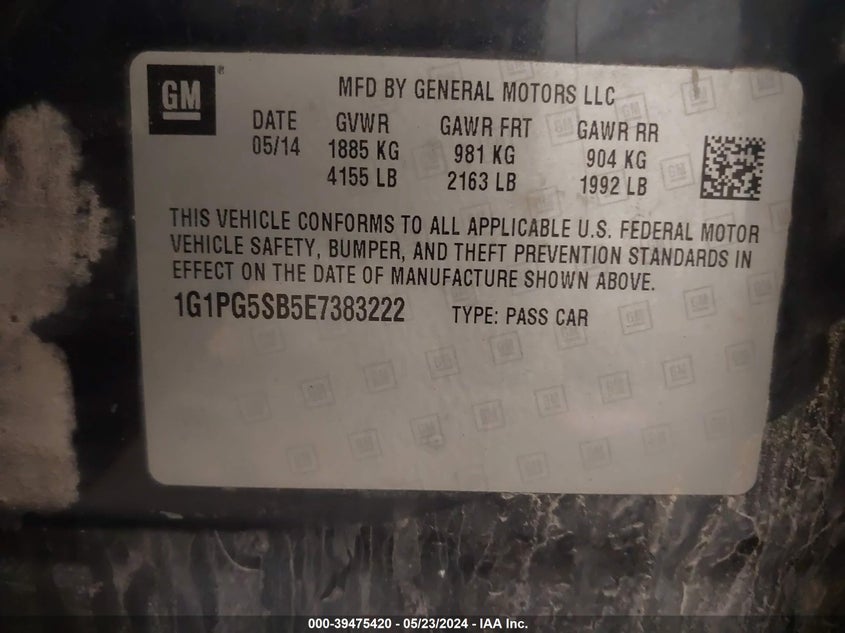 GM
MFD BY GENERAL MOTORS LLC
DATE GVWR GAWR FRT GAWR RR
05/14 1885 KG 981 KG 904 KG
4155 LB 2163 LB 1992 LB
THIS VEHICLE CONFORMS TO ALL APPLICABLE U.S. FEDERAL MOTOR
VEHICLE SAFETY, BUMPER, AND THEFT PREVENTION STANDARDS IN
EFFECT ON THE DATE OF MANUFACTURE SHOWN ABOVE.
1G1PG5SB5E7383222 TYPE: PASS CAR
000-39475420 - 05/23/2024 - IAA Inc.